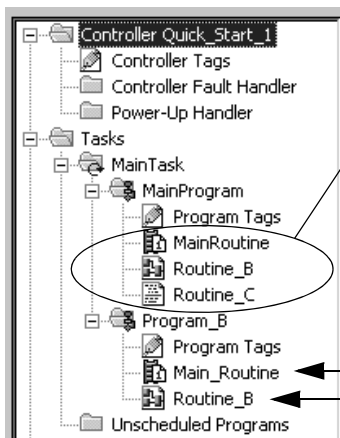 Controller Quick_Start_1
Controller Tags
Controller Fault Handler
Power-Up Handler
Tasks
MainTask
MainProgram
Program Tags
MainRoutine
Routine_B
Routine_C
Program_B
Program Tags
Main_Routine
Routine_B
Unscheduled Programs